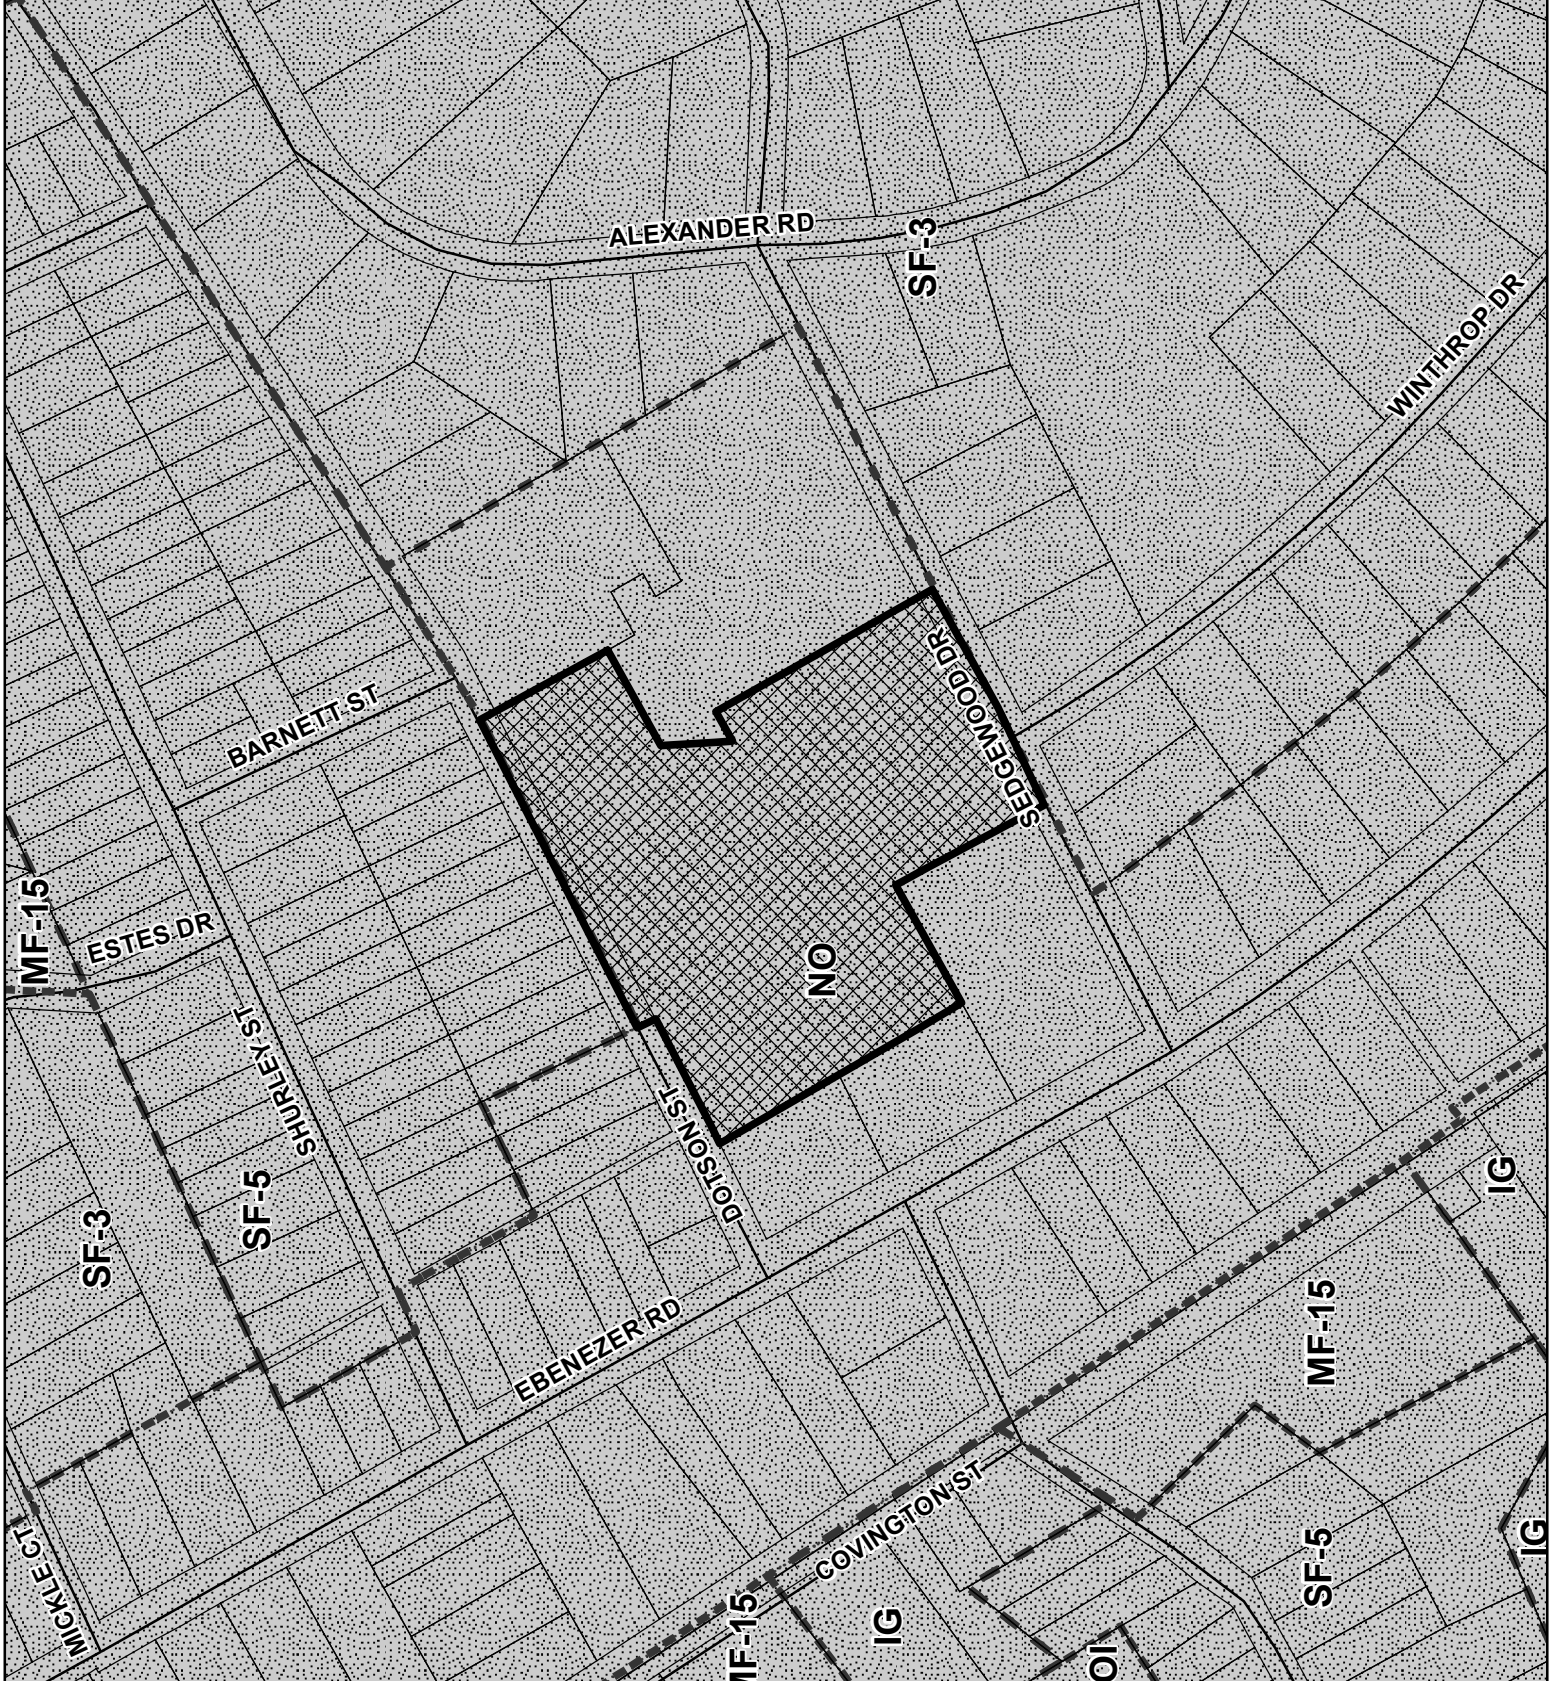 ALEXANDER RD
SF-3
WINTHROP DR
SEDGEWOOD DR
BARNETT ST
MF-15
ESTES DR
NO
SHURLEY ST
DOTSON ST
SF-5
SF-3
IG
EBENEZER RD
MF-15
COVINGTON ST
MICKLE CT
SF-5
IG
IG
MF-15
OI